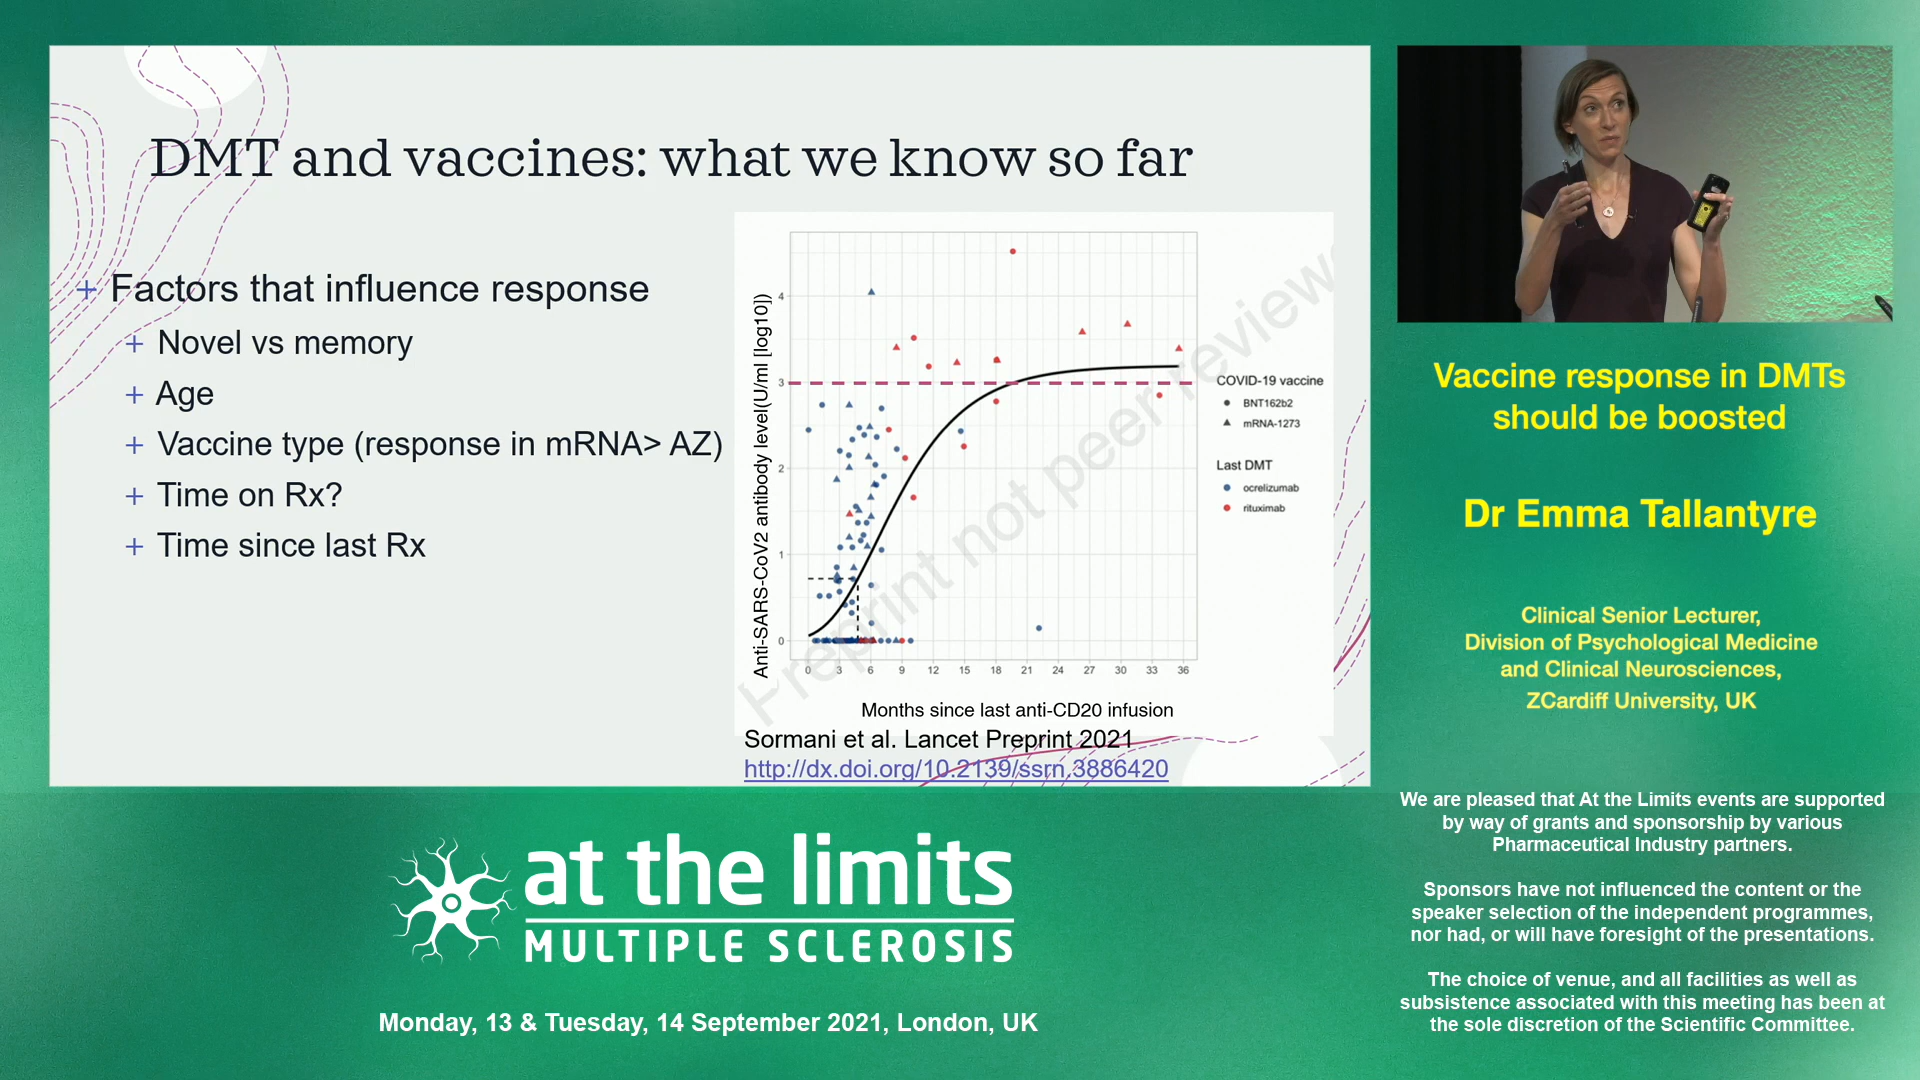 DMT and vaccines: what we know so far
+ Factors that influence response
+ Novel vs memory
+ Age
+ Vaccine type (response in mRNA> AZ)
+ Time on Rx?
+ Time since last Rx
Anti-SARS-CoV2 antibody level(UI/ml [log10])
4
3
2
1
0
0 3 6 9 12 15 18 21 24 27 30 33 36
Months since last anti-CD20 infusion
COVID-19 vaccine
BNT162b2
mRNA-1273
Last DMT
ocrelizumab
rituximab
Preprint not peer review
Sormani et al. Lancet Preprint 2021
http://dx.doi.org/10.2139/ssrn.3886420
Vaccine response in DMTs
should be boosted
Dr Emma Tallantyre
Clinical Senior Lecturer,
Division of Psychological Medicine
and Clinical Neurosciences,
ZCardiff University, UK
We are pleased that At the Limits events are supported
by way of grants and sponsorship by various
Pharmaceutical Industry partners.
Sponsors have not influenced the content or the
speaker selection of the independent programmes,
nor had, or will have foresight of the presentations.
The choice of venue, and all facilities as well as
subsistence associated with this meeting has been at
the sole discretion of the Scientific Committee.
at the limits
MULTIPLE SCLEROSIS
Monday, 13 & Tuesday, 14 September 2021, London, UK